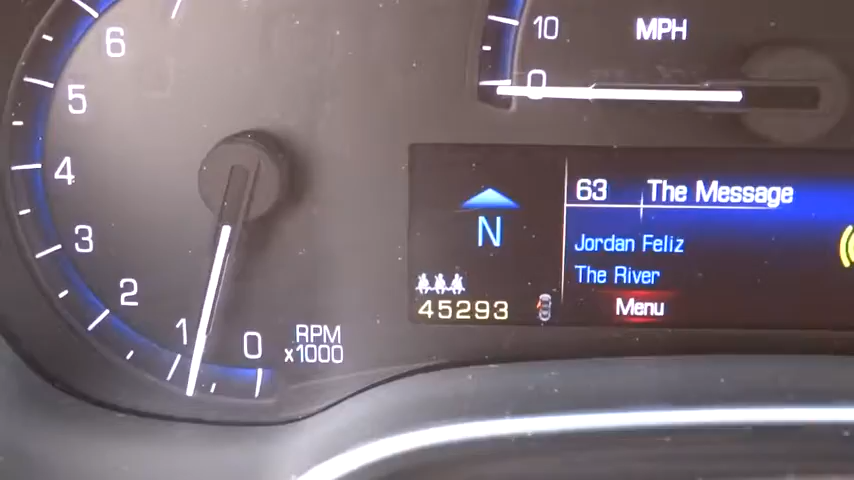 6
5
4
3
2
1
0
RPM
x1000
10
0
MPH
N
45293
63 The Message
Jordan Feliz
The River
Menu